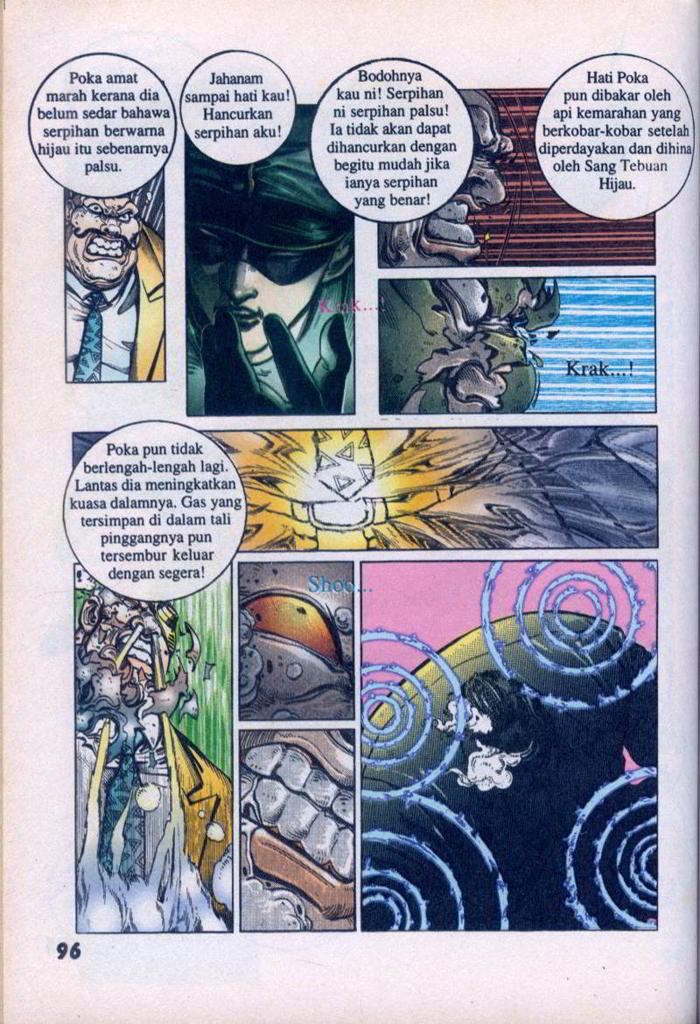 Poka amat
marah kerana dia
belum sedar bahawa
serpihan berwarna
hijau itu sebenarnya
palsu.
Jahanam
sampai hati kau!
Hancurkan
serpihan aku!
Bodohnya
kau ni! Serpihan
ni serpihan palsu!
Ia tidak akan dapat
dihancurkan dengan
begitu mudah jika
ianya serpihan
yang benar!
Hati Poka
pun dibakar oleh
api kemarahan yang
berkobar-kobar setelah
diperdayakan dan dihina
oleh Sang Tebuan
Hijau.
Krak...!
Krak...!
Poka pun tidak
berlengah-lengah lagi.
Lantas dia meningkatkan
kuasa dalamnya. Gas yang
tersimpan di dalam tali
pinggangnya pun
tersembur keluar
dengan segera!
Shoo...
96